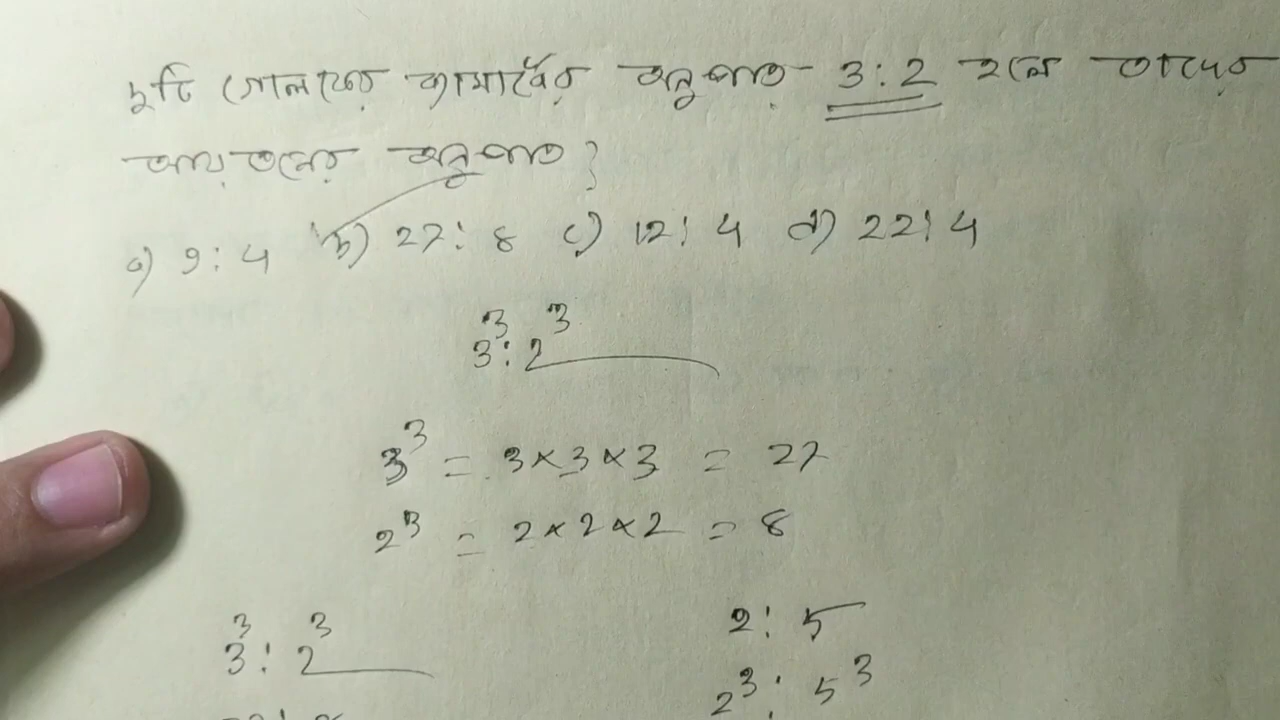 দুটি গোলকের ব্যাসার্ধের অনুপাত 3:2 হলে তাদের
আয়তনের অনুপাত?
a) 9:4 b) 27:8 c) 12:4 d) 22:4
3³:2³
3³ = 3×3×3 = 27
2³ = 2×2×2 = 8
3³:2³ 2:5
2³:5³